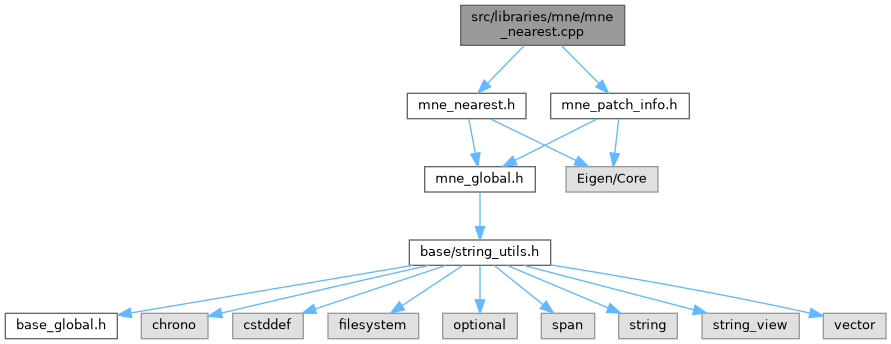 src/libraries/mne/mne
_nearest.cpp
mne_nearest.h
mne_patch_info.h
mne_global.h
Eigen/Core
base/string_utils.h
base_global.h
chrono
cstddef
filesystem
optional
span
string
string_view
vector